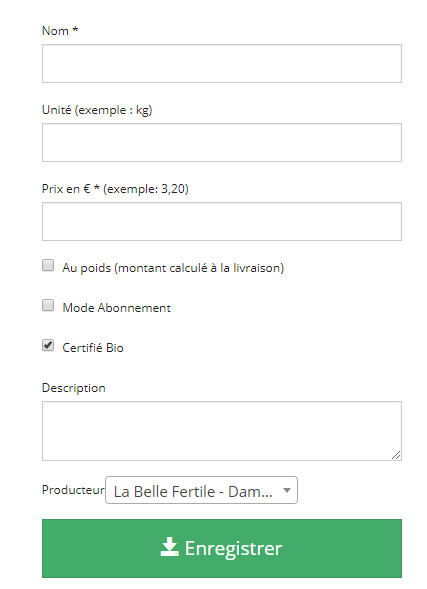 Nom *
Unité (exemple : kg)
Prix en € * (exemple: 3,20)
Au poids (montant calculé à la livraison)
Mode Abonnement
Certifié Bio
Description
Producteur La Belle Fertile - Dam...
Enregistrer